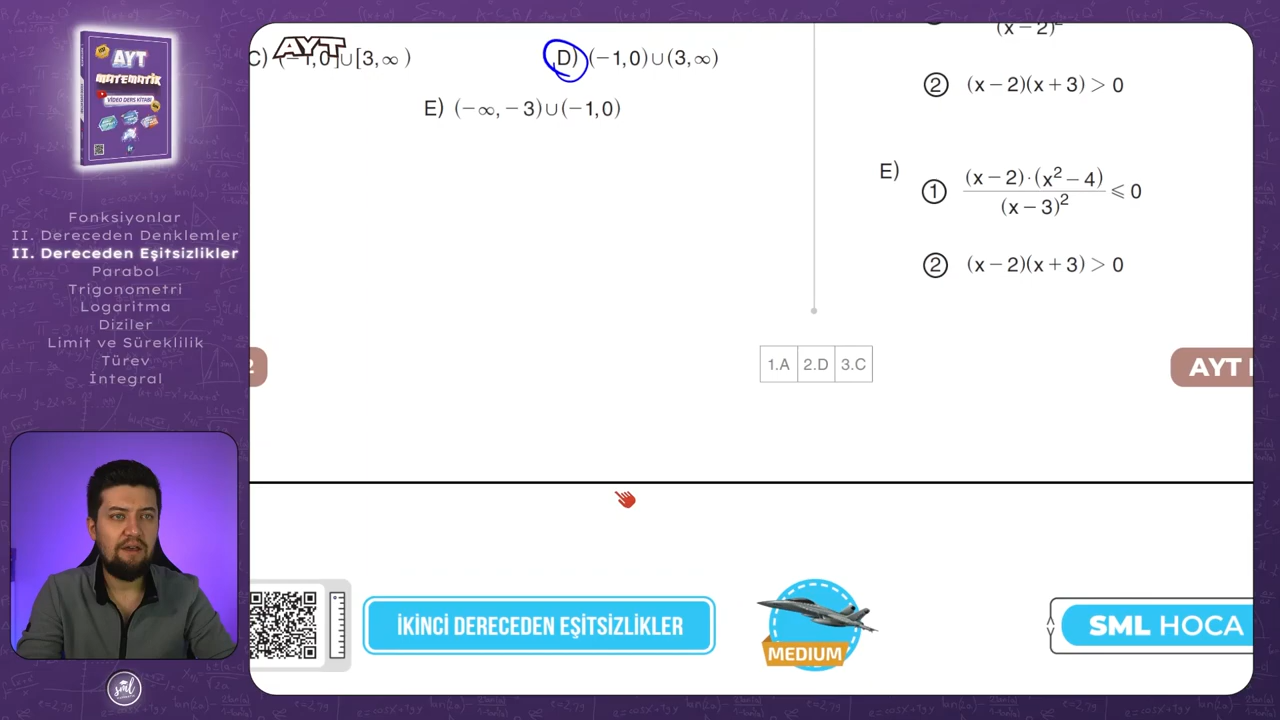 AYT
MATEMATİK
VİDEO DERS KİTABI
Fonksiyonlar
II. Dereceden Denklemler
II. Dereceden Eşitsizlikler
Parabol
Trigonometri
Logaritma
Diziler
Limit ve Süreklilik
Türev
İntegral
sml
AYT
C) −1,0]∪[3,∞)
D) (−1,0)∪(3,∞)
E) (−∞,−3)∪(−1,0)
(x−2)²
② (x−2)(x+3) > 0
E)
① (x−2)·(x²−4)
(x−3)² ⩽ 0
② (x−2)(x+3) > 0
1.A 2.D 3.C
2
AYT
İKİNCİ DERECEDEN EŞİTSİZLİKLER
MEDIUM
SML HOCA